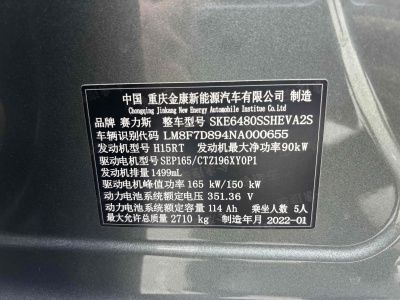 中国 重庆金康新能源汽车有限公司 制造
Chongqing Jinkang New Energy Automobile Institue Co.Ltd
品牌 赛力斯 整车型号 SKE6480SSHEVA2S
车辆识别代码 LM8F7D894NA000655
发动机型号 H15RT 发动机最大净功率90kW
驱动电机型号 SEP165/CTZ196XY0P1
发动机排量 1499mL
驱动电机峰值功率 165 kW/150 kW
动力电池系统额定电压 351.36 V
动力电池系统额定容量 114 Ah 乘坐人数 5人
最大允许总质量 2710 kg 制造年月 2022-01